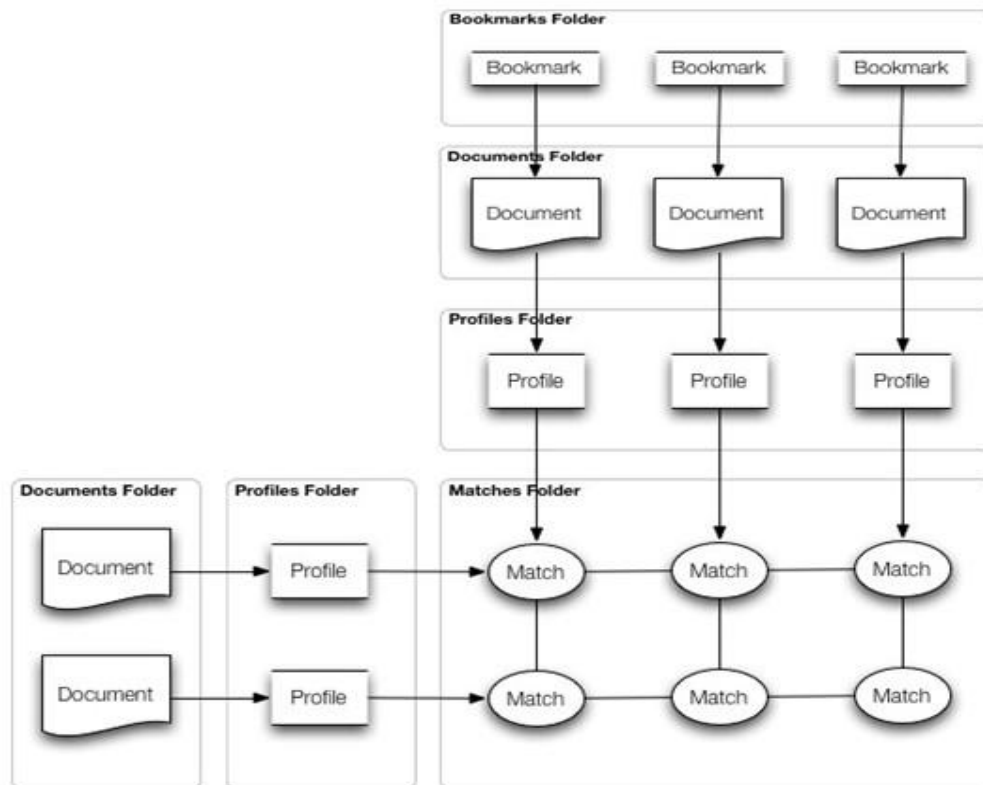 Bookmarks Folder
Bookmark Bookmark Bookmark
Documents Folder
Document Document Document
Profiles Folder
Profile Profile Profile
Documents Folder Profiles Folder Matches Folder
Document Profile Match Match Match
Document Profile Match Match Match